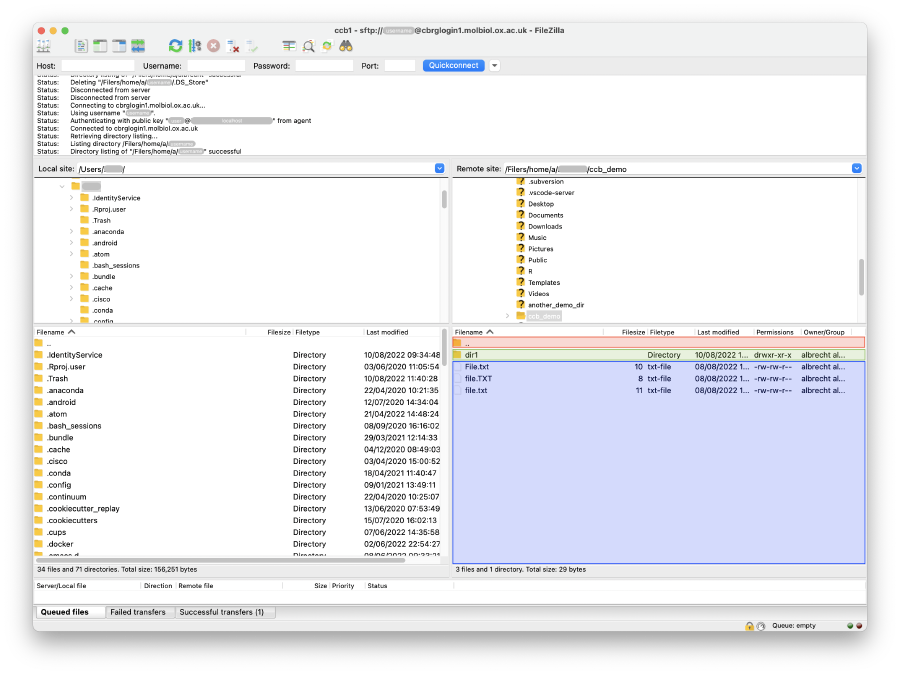 ccb1 - sftp://username@cbrglogin1.molbiol.ox.ac.uk - FileZilla
Host: Username: Password: Port: Quickconnect
Status: Directory listing of successful
Status: Deleting "/Filers/home/a/ /.DS_Store"
Status: Disconnected from server
Status: Disconnected from server
Status: Connecting to cbrglogin1.molbiol.ox.ac.uk...
Status: Using username "username".
Status: Authenticating with public key "user@localhost" from agent
Status: Connected to cbrglogin1.molbiol.ox.ac.uk
Status: Retrieving directory listing...
Status: Listing directory /Filers/home/a/username
Status: Directory listing of "/Filers/home/a/username" successful
Local site: /Users/ /
.IdentityService
.Rproj.user
.Trash
.anaconda
.android
.atom
.bash_sessions
.bundle
.cache
.cisco
.conda
.config
Remote site: /Filers/home/a/ /ccb_demo
.subversion
.vscode-server
Desktop
Documents
Downloads
Music
Pictures
Public
R
Templates
Videos
another_demo_dir
ccb_demo
Filename Filesize Filetype Last modified
..
.IdentityService Directory 10/08/2022 09:34:48
.Rproj.user Directory 03/06/2020 11:05:54
.Trash Directory 10/08/2022 11:40:28
.anaconda Directory 22/04/2020 10:21:35
.android Directory 12/07/2020 14:34:04
.atom Directory 21/04/2022 14:48:24
.bash_sessions Directory 08/09/2020 16:16:02
.bundle Directory 29/03/2021 12:14:33
.cache Directory 04/12/2020 08:49:03
.cisco Directory 03/04/2020 15:00:52
.conda Directory 18/04/2021 11:40:47
.config Directory 09/01/2021 13:49:11
.continuum Directory 22/04/2020 10:25:07
.cookiecutter_replay Directory 13/06/2020 07:53:49
.cookiecutters Directory 15/07/2020 16:02:13
.cups Directory 07/06/2022 14:35:58
.docker Directory 02/06/2022 22:54:27
.emacs.d Directory 08/06/2020 09:33:21
34 files and 71 directories. Total size: 156,251 bytes
Filename Filesize Filetype Last modified Permissions Owner/Group
..
dir1 Directory 10/08/2022 1... drwxr-xr-x albrecht al...
File.txt 10 txt-file 08/08/2022 1... -rw-rw-r-- albrecht al...
file.TXT 8 txt-file 08/08/2022 1... -rw-rw-r-- albrecht al...
file.txt 11 txt-file 08/08/2022 1... -rw-rw-r-- albrecht al...
3 files and 1 directory. Total size: 29 bytes
Server/Local file Direction Remote file Size Priority Status
Queued files Failed transfers Successful transfers (1)
Queue: empty